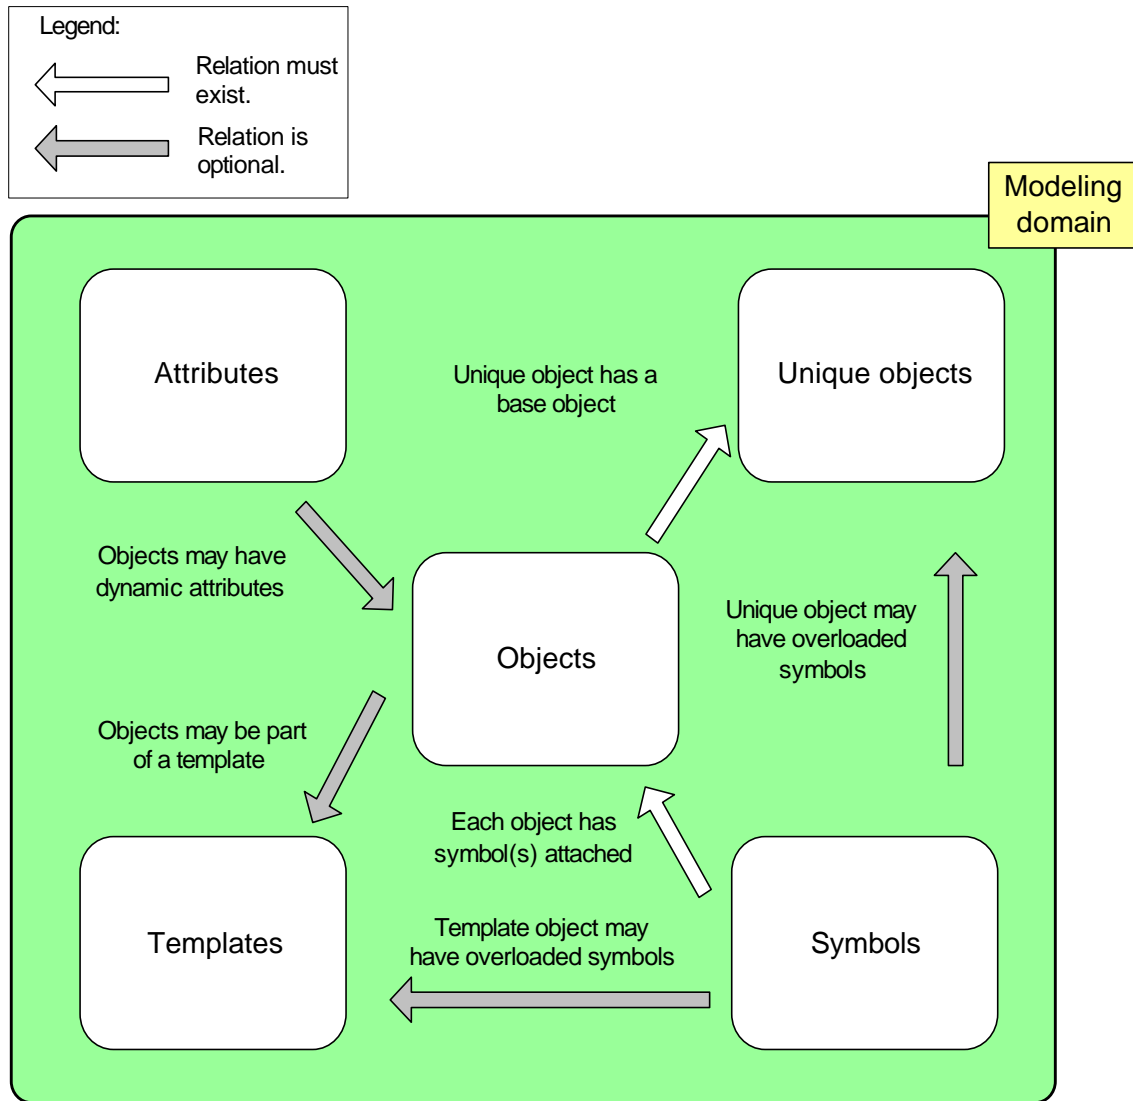 Legend:
Relation must
exist.
Relation is
optional.
Modeling
domain
Attributes
Unique object has a
base object
Unique objects
Objects may have
dynamic attributes
Unique object may
have overloaded
symbols
Objects
Objects may be part
of a template
Each object has
symbol(s) attached
Templates
Template object may
have overloaded symbols
Symbols